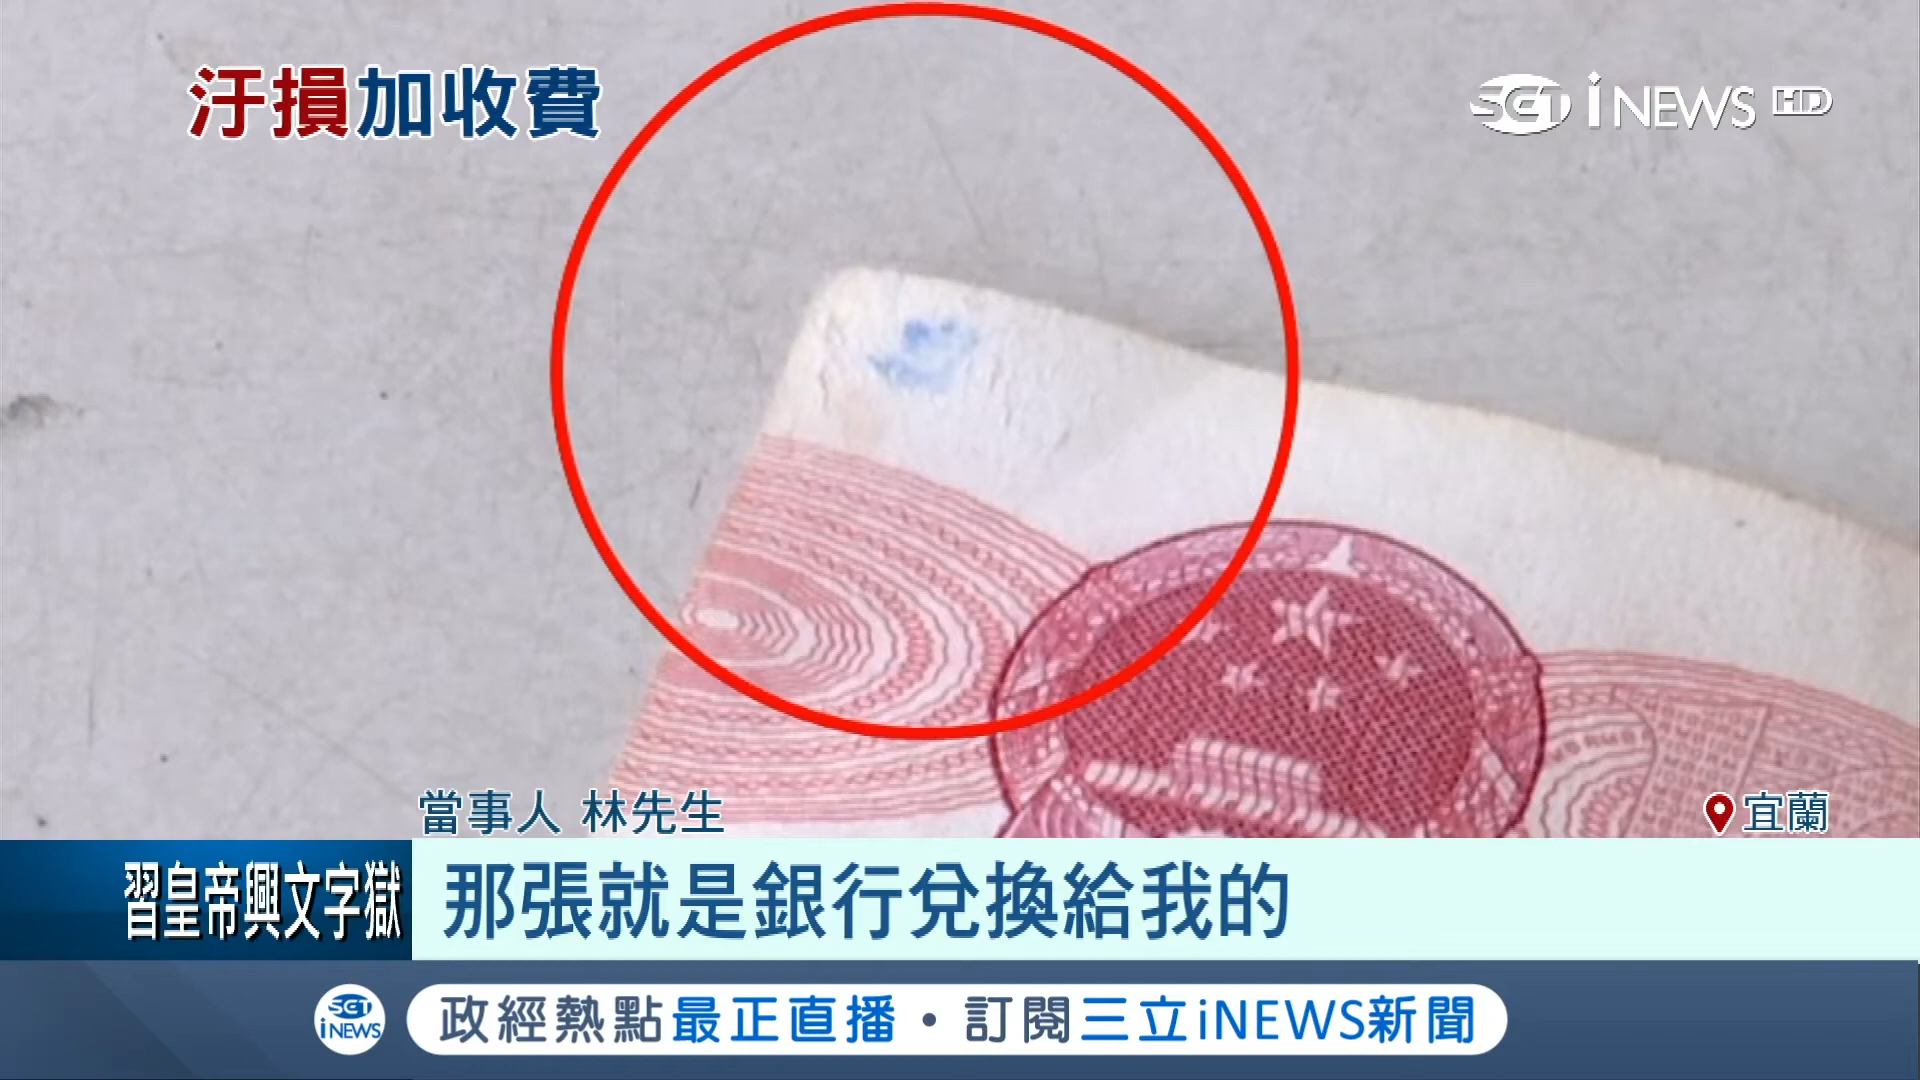 汙損加收費
SET iNEWS HD
當事人 林先生
宜蘭
習皇帝興文字獄
那張就是銀行兌換給我的
SET iNEWS
政經熱點最正直播・訂閱三立iNEWS新聞